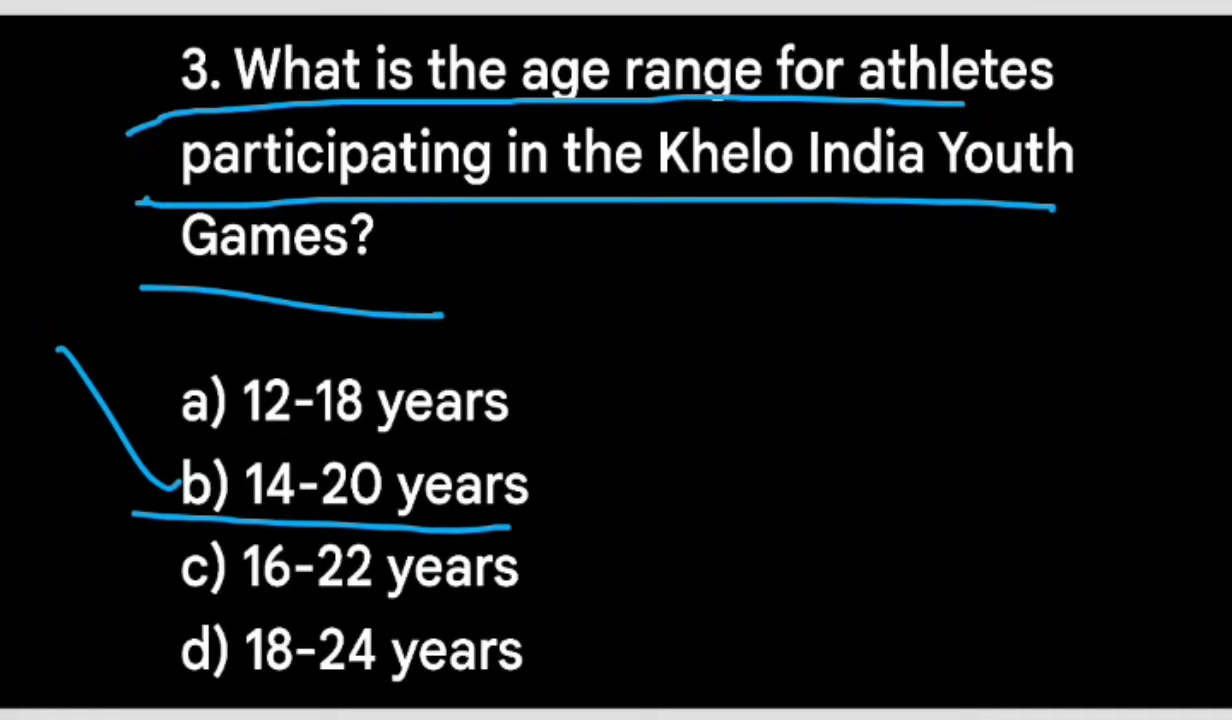 3. What is the age range for athletes
participating in the Khelo India Youth
Games?
a) 12-18 years
b) 14-20 years
c) 16-22 years
d) 18-24 years